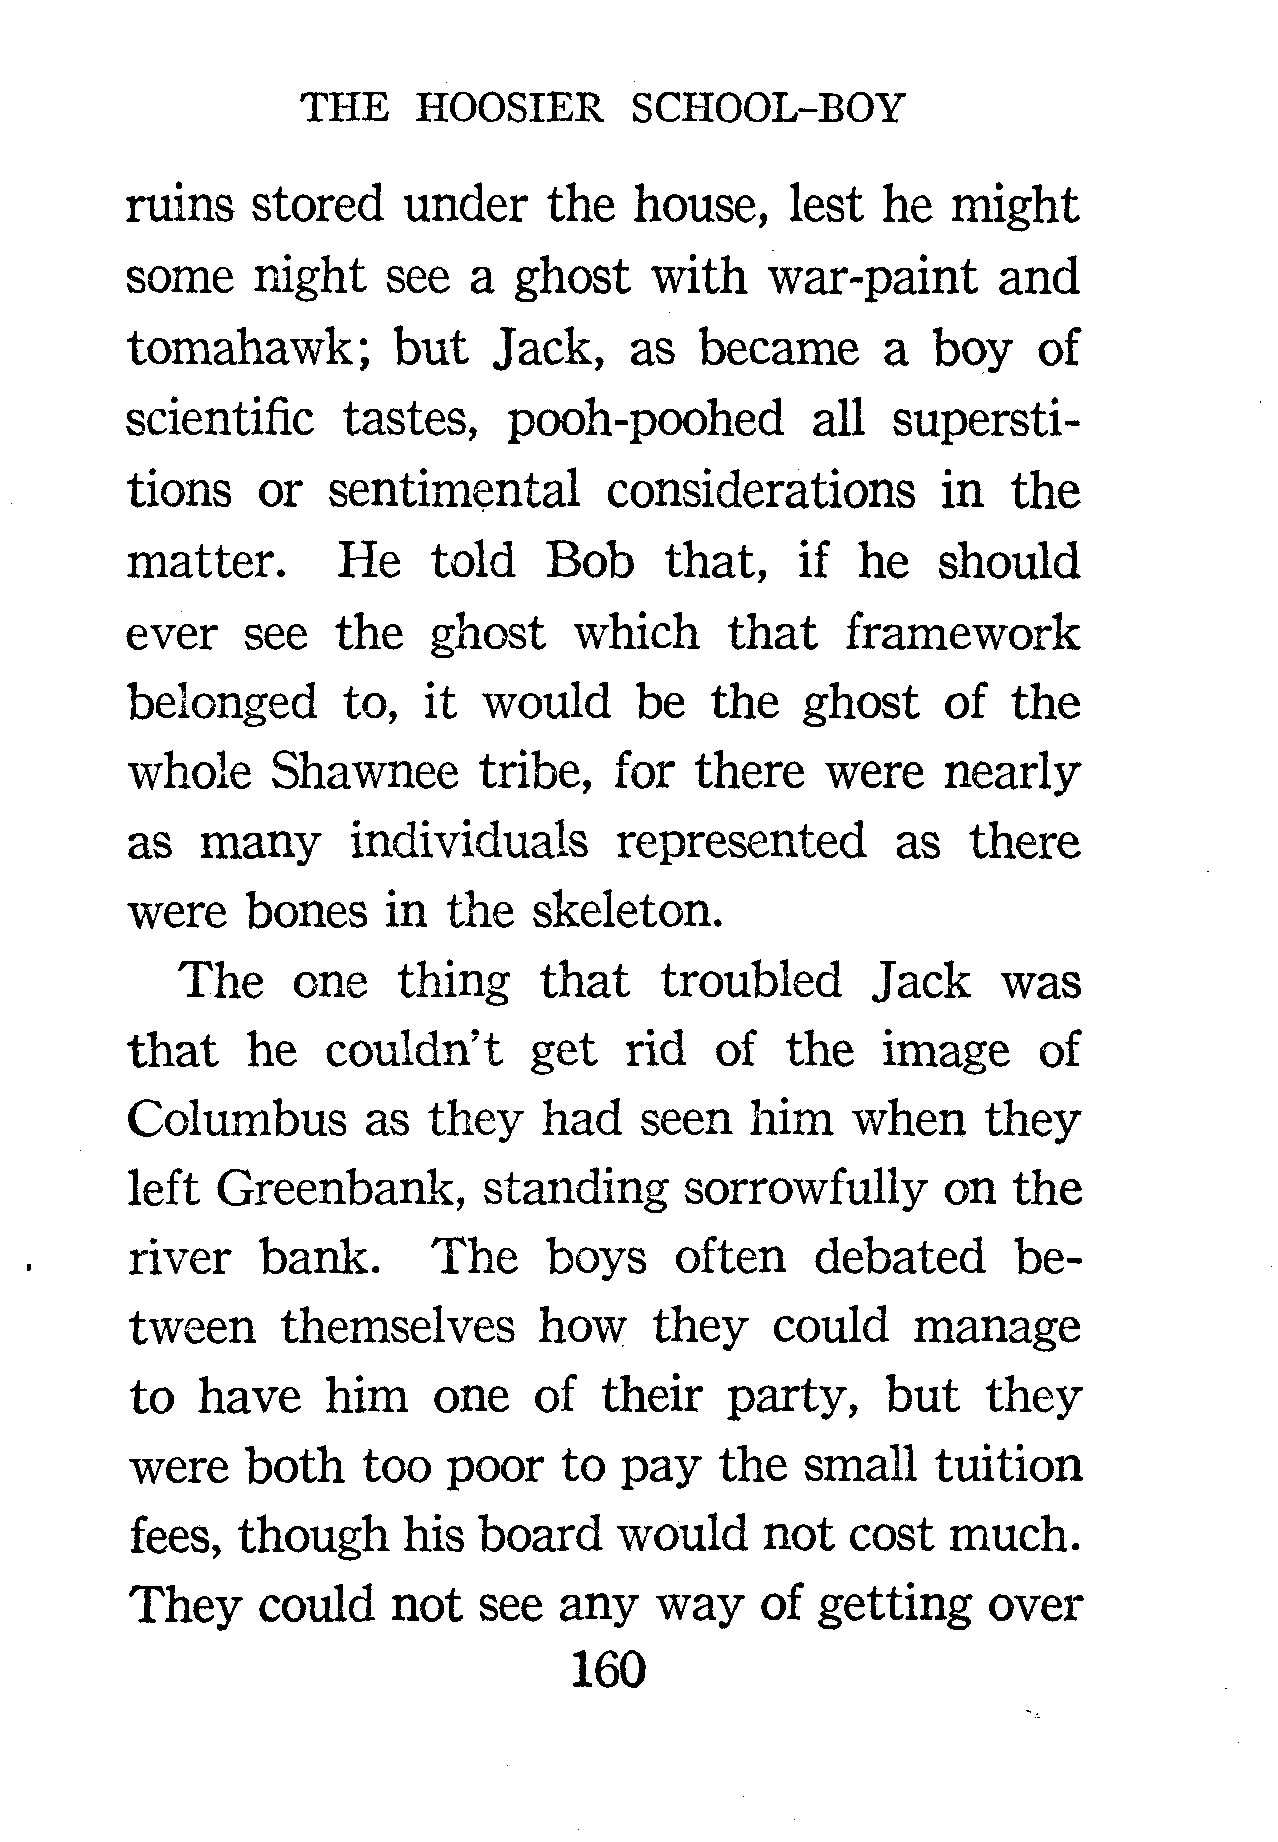 THE HOOSIER SCHOOL-BOY
ruins stored under the house, lest he might
some night see a ghost with war-paint and
tomahawk; but Jack, as became a boy of
scientific tastes, pooh-poohed all supersti-
tions or sentimental considerations in the
matter. He told Bob that, if he should
ever see the ghost which that framework
belonged to, it would be the ghost of the
whole Shawnee tribe, for there were nearly
as many individuals represented as there
were bones in the skeleton.
The one thing that troubled Jack was
that he couldn't get rid of the image of
Columbus as they had seen him when they
left Greenbank, standing sorrowfully on the
river bank. The boys often debated be-
tween themselves how they could manage
to have him one of their party, but they
were both too poor to pay the small tuition
fees, though his board would not cost much.
They could not see any way of getting over
160